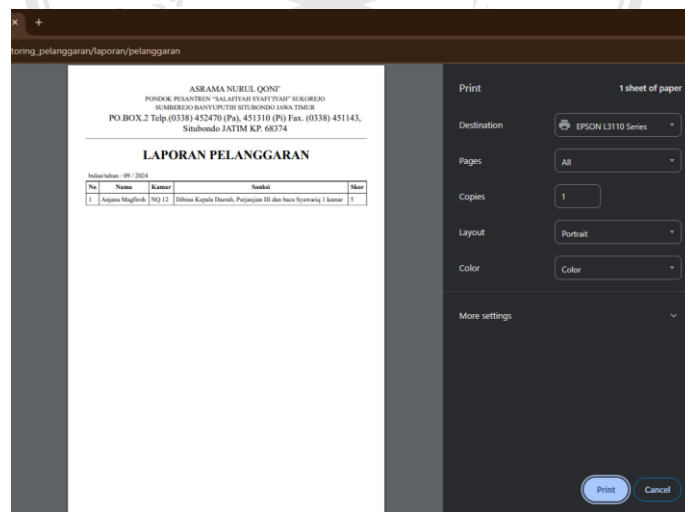 × +
toring_pelanggaran/laporan/pelanggaran
ASRAMA NURUL QONI'
PONDOK PESANTREN "SALAFIYAH SYAFI'IYAH" SUKOREJO
SUMBEREJO BANYUPUTIH SITUBONDO JAWA TIMUR
PO.BOX.2 Telp.(0338) 452470 (Pa), 451310 (Pi) Fax. (0338) 451143,
Situbondo JATIM KP. 68374
LAPORAN PELANGGARAN
bulan/tahun : 09 / 2024
No Nama Kamar Sanksi Skor
1 Anjana Magfiroh NQ 12 Dibina Kepala Daerah, Perjanjian III dan baca Syawariq 1 kamar 5
Print 1 sheet of paper
Destination EPSON L3110 Series
Pages All
Copies 1
Layout Portrait
Color Color
More settings
Print Cancel